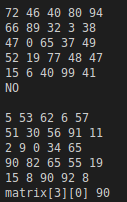 72 46 40 80 94
66 89 32 3 38
47 0 65 37 49
52 19 77 48 47
15 6 40 99 41
NO

5 53 62 6 57
51 30 56 91 11
2 9 0 34 65
90 82 65 55 19
15 8 90 92 8
matrix[3][0] 90